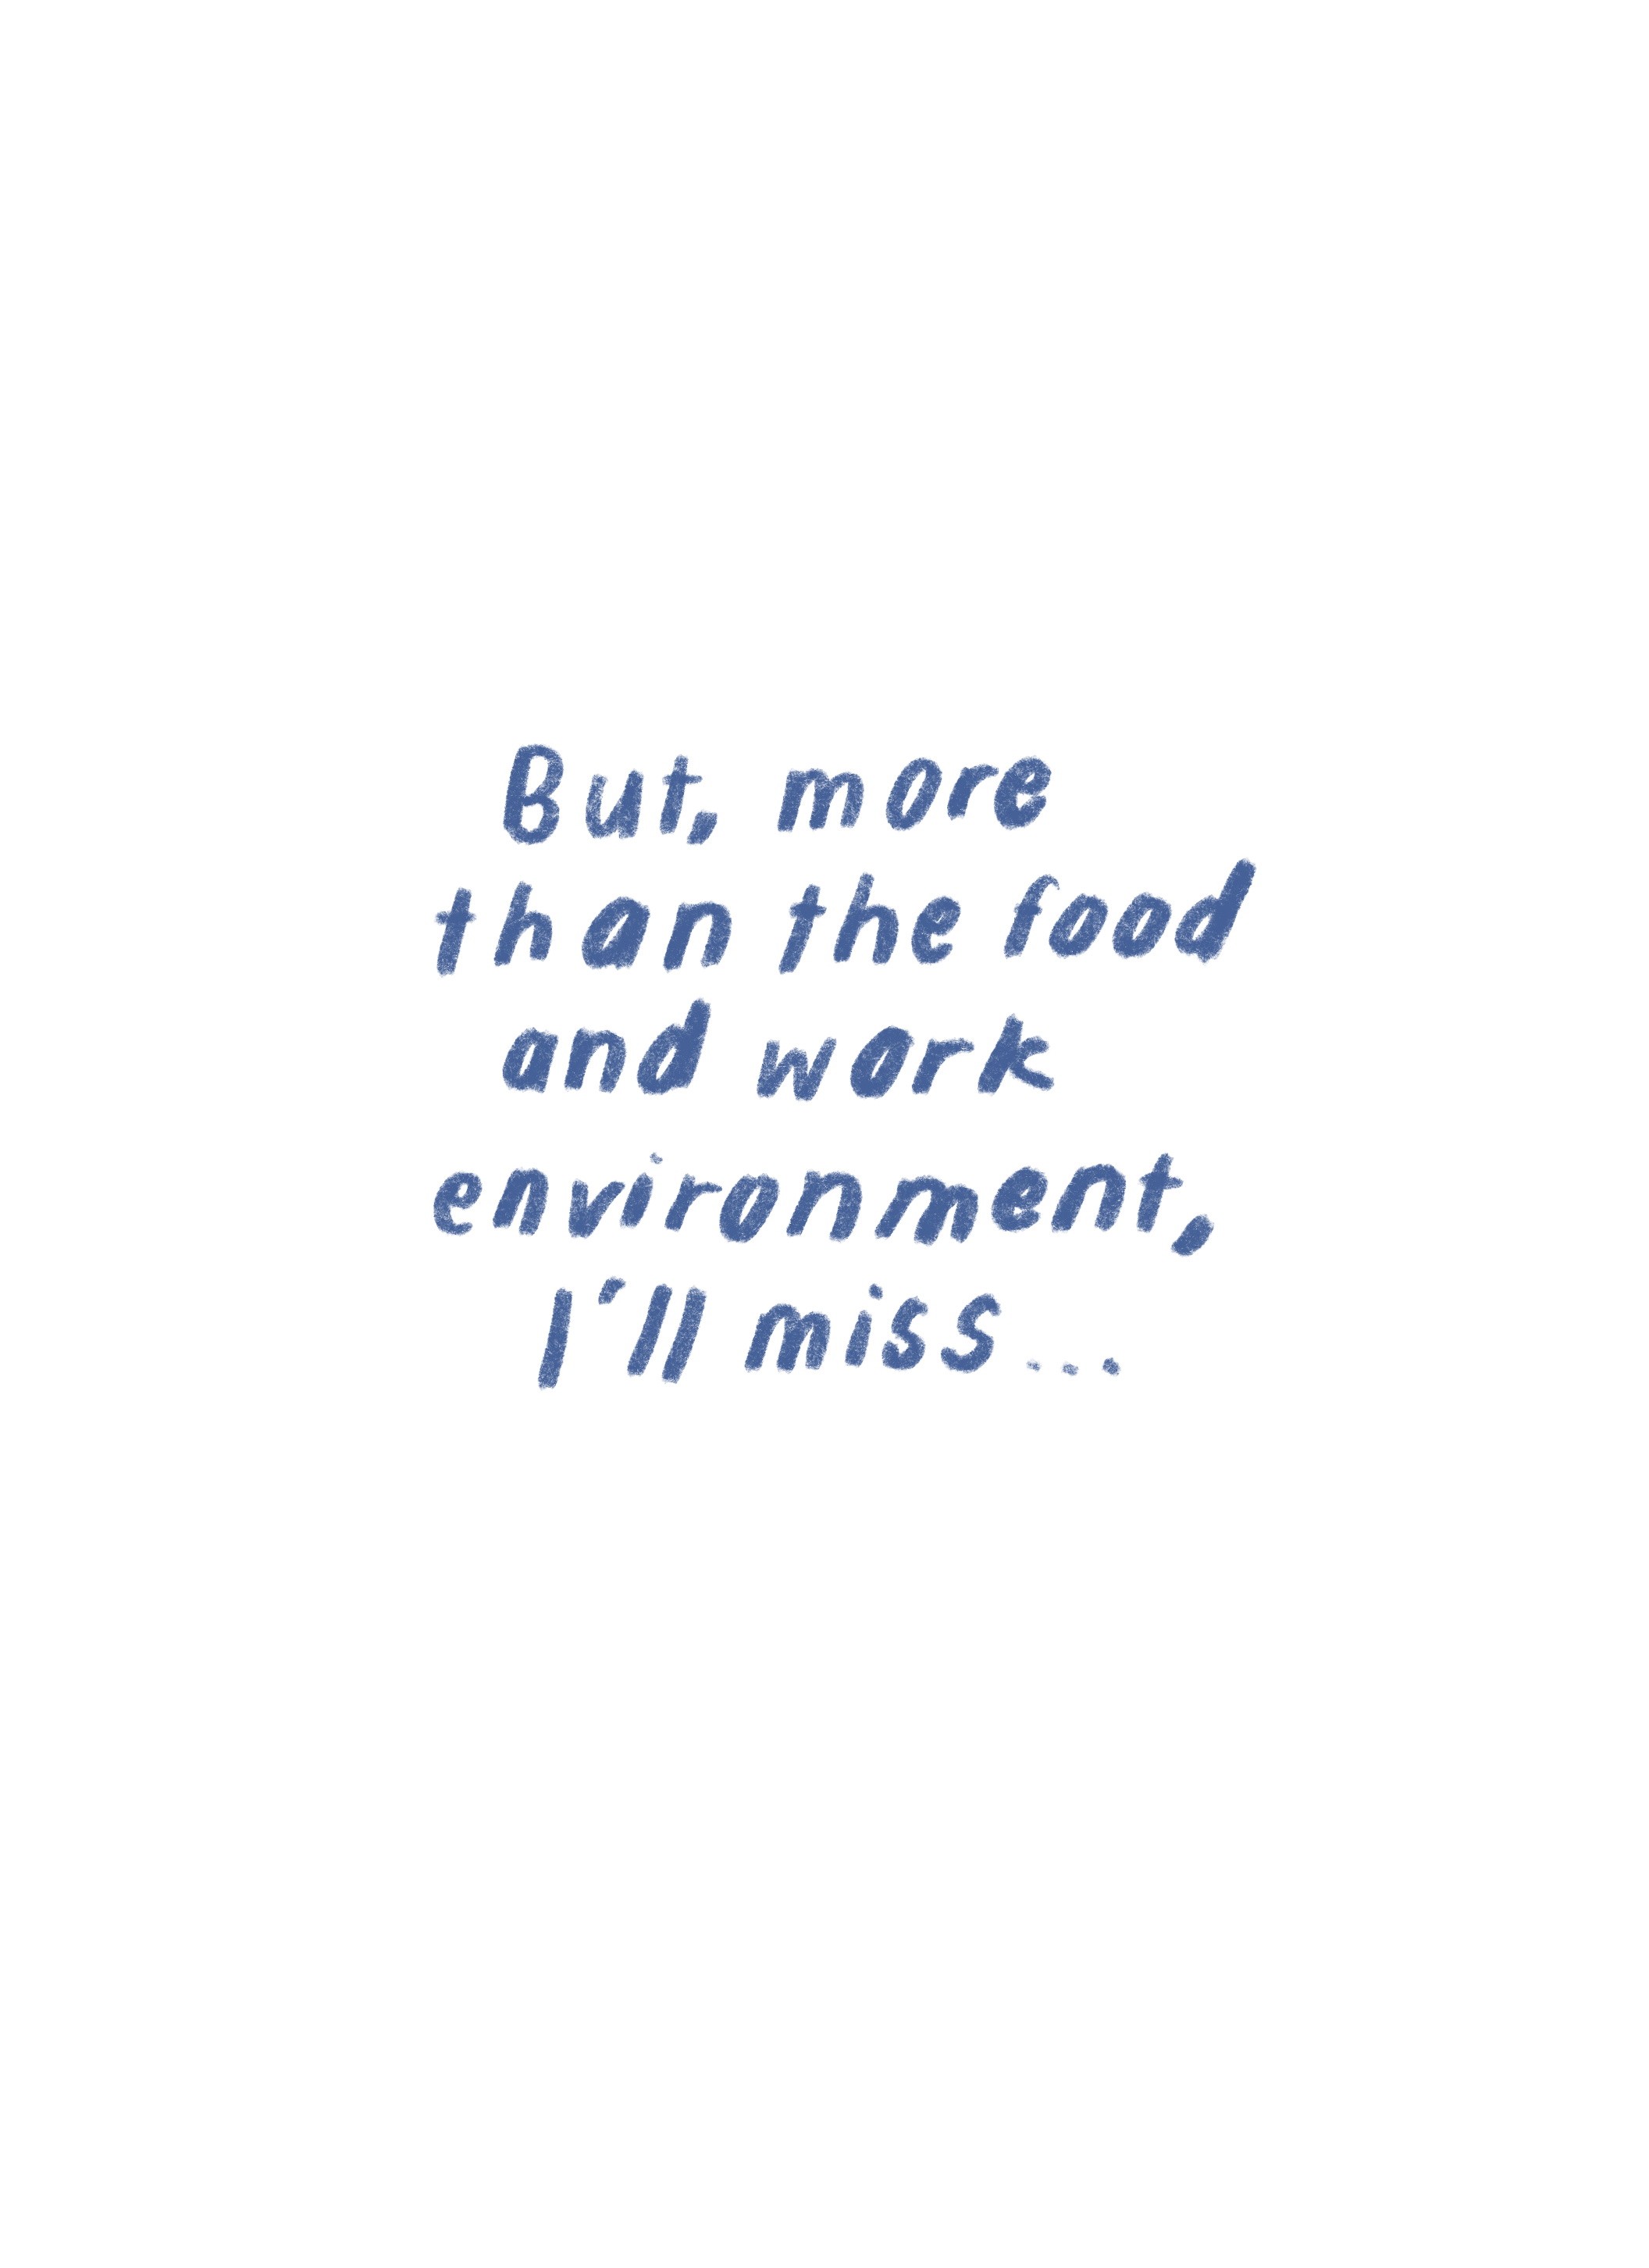 But, more
than the food
and work
environment,
I'll miss...